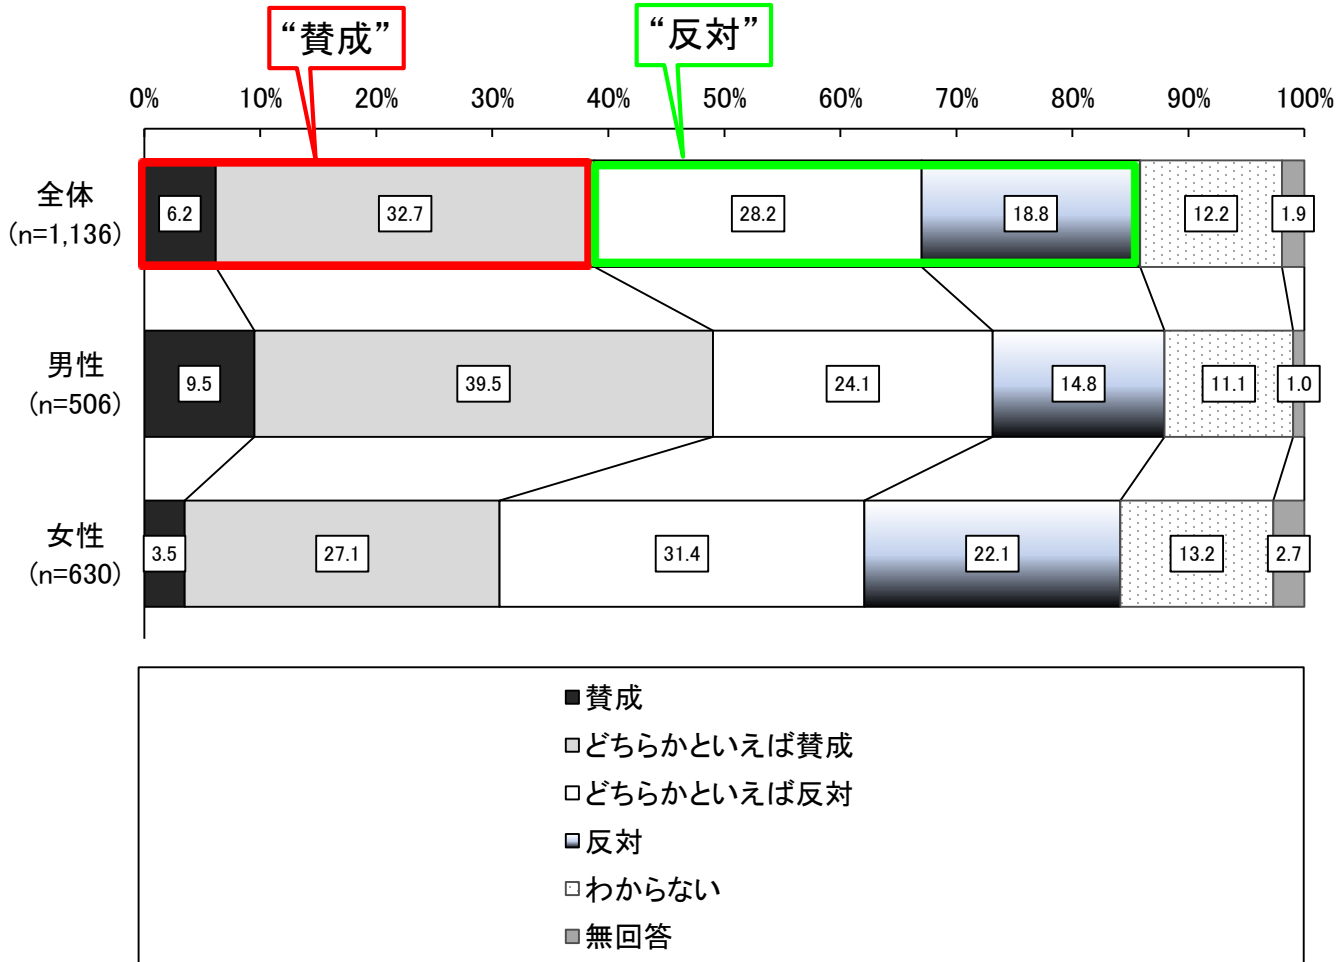 “賛成”
“反対”
0% 10% 20% 30% 40% 50% 60% 70% 80% 90% 100%
全体
(n=1,136)
6.2 32.7 28.2 18.8 12.2 1.9
男性
(n=506)
9.5 39.5 24.1 14.8 11.1 1.0
女性
(n=630)
3.5 27.1 31.4 22.1 13.2 2.7
賛成
どちらかといえば賛成
どちらかといえば反対
反対
わからない
無回答